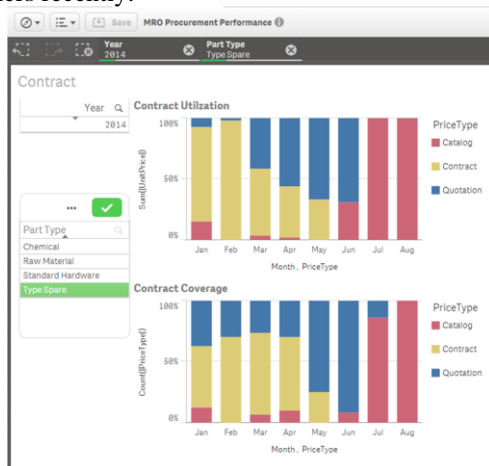 ers recently.
Save MRO Procurement Performance
Year
2014
Part Type
Type Spare
Contract
Year
2014
Part Type
Chemical
Raw Material
Standard Hardware
Type Spare
Contract Utilzation
Sum([UnitPrice])
100%
50%
0%
Jan Feb Mar Apr May Jun Jul Aug
Month, PriceType
PriceType
Catalog
Contract
Quotation
Contract Coverage
Count([PriceType])
100%
50%
0%
Jan Feb Mar Apr May Jun Jul Aug
Month, PriceType
PriceType
Catalog
Contract
Quotation